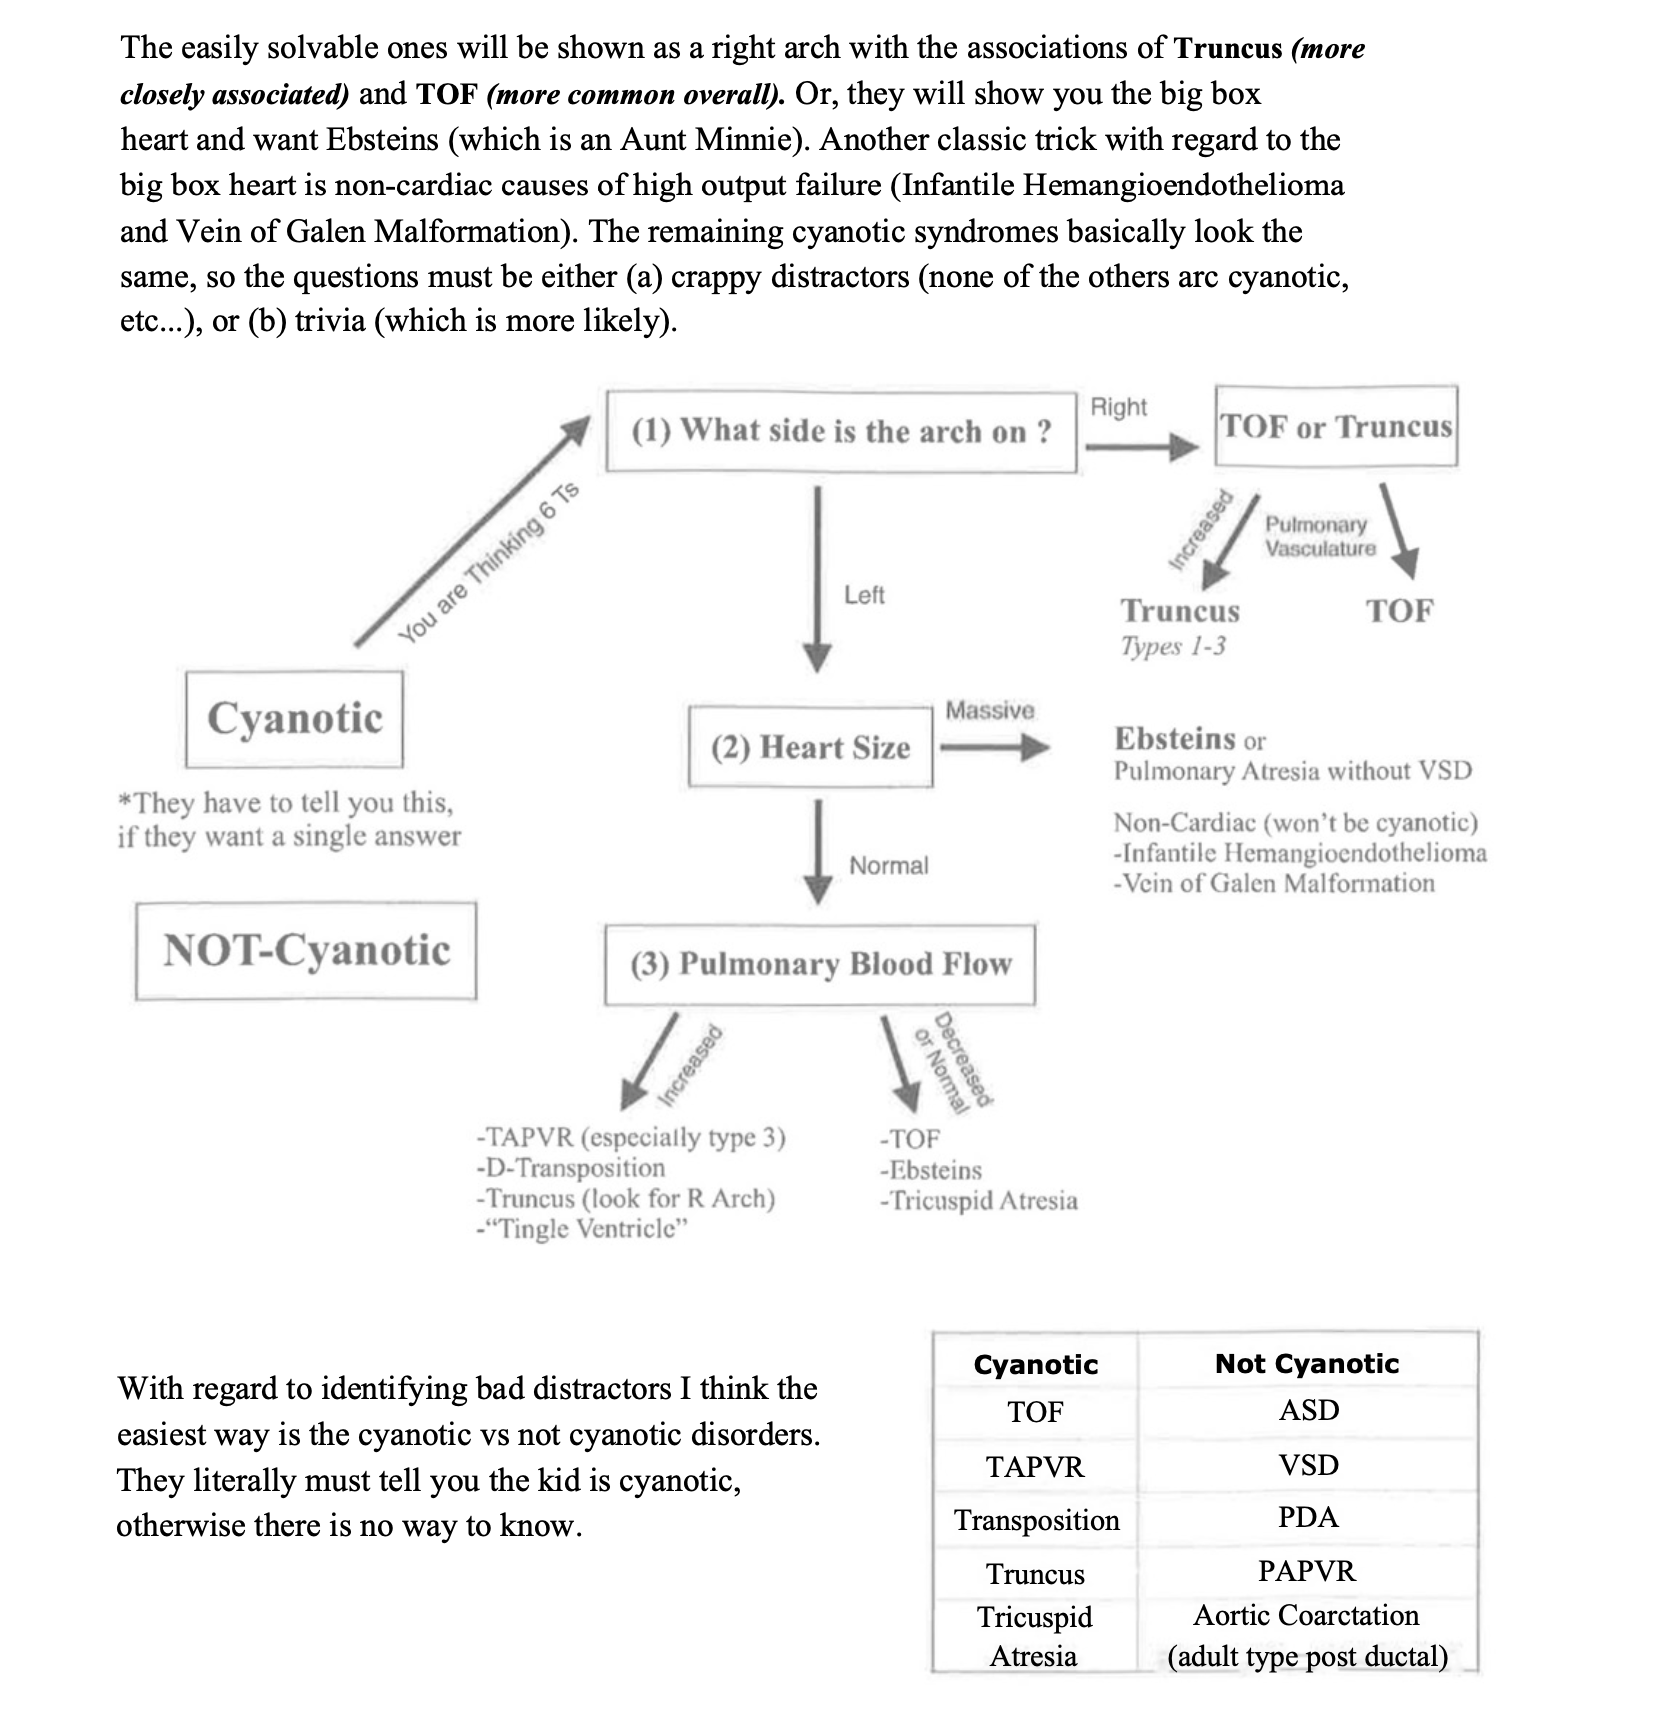 The easily solvable ones will be shown as a right arch with the associations of Truncus (more
closely associated) and TOF (more common overall). Or, they will show you the big box
heart and want Ebsteins (which is an Aunt Minnie). Another classic trick with regard to the
big box heart is non-cardiac causes of high output failure (Infantile Hemangioendothelioma
and Vein of Galen Malformation). The remaining cyanotic syndromes basically look the
same, so the questions must be either (a) crappy distractors (none of the others arc cyanotic,
etc...), or (b) trivia (which is more likely).
(1) What side is the arch on ?
Right
TOF or Truncus
You are Thinking 6 Ts
Left
Increased
Pulmonary
Vasculature
Truncus
Types 1-3
TOF
Cyanotic
*They have to tell you this,
if they want a single answer
(2) Heart Size
Massive
Ebsteins or
Pulmonary Atresia without VSD
Non-Cardiac (won't be cyanotic)
-Infantile Hemangioendothelioma
-Vein of Galen Malformation
Normal
NOT-Cyanotic
(3) Pulmonary Blood Flow
Increased
Decreased
or Normal
-TAPVR (especially type 3)
-D-Transposition
-Truncus (look for R Arch)
-“Tingle Ventricle”
-TOF
-Ebsteins
-Tricuspid Atresia
With regard to identifying bad distractors I think the
easiest way is the cyanotic vs not cyanotic disorders.
They literally must tell you the kid is cyanotic,
otherwise there is no way to know.
Cyanotic Not Cyanotic
TOF ASD
TAPVR VSD
Transposition PDA
Truncus PAPVR
Tricuspid Aortic Coarctation
Atresia (adult type post ductal)